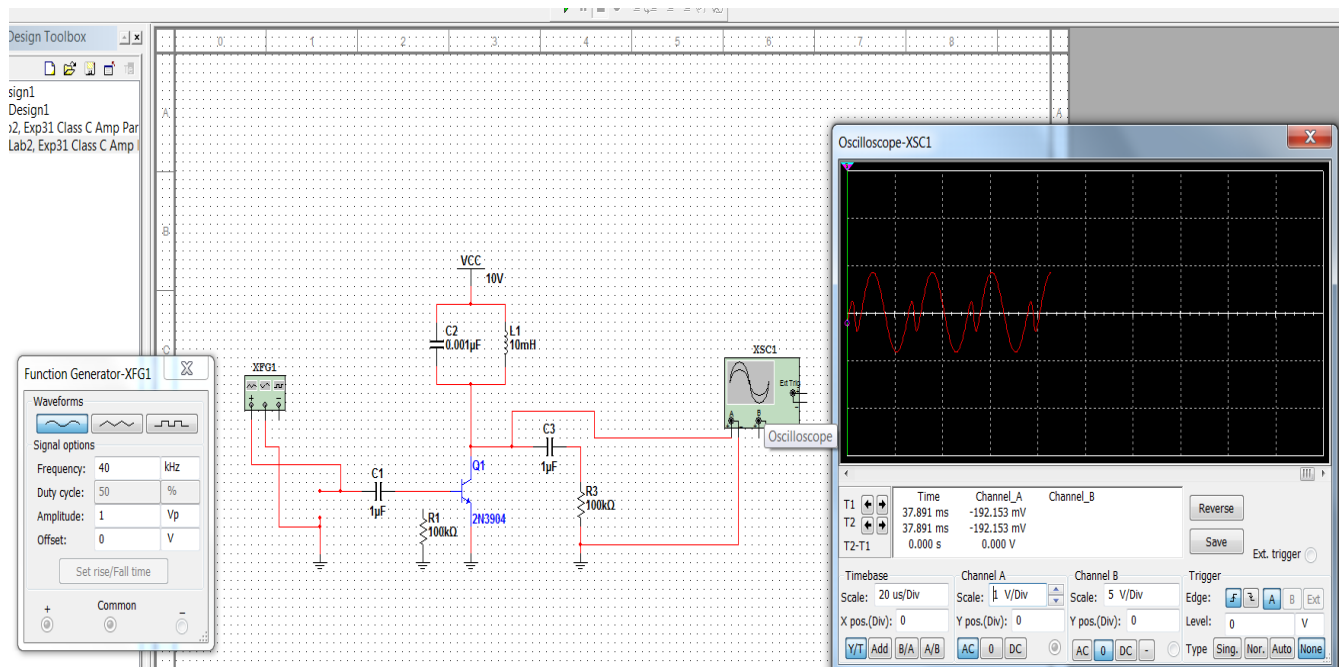 Design Toolbox
sign1
Design1
o2, Exp31 Class C Amp Par
Lab2, Exp31 Class C Amp
0 1 2 3 4 5 6 7 8
A A
B
C
VCC
10V
C2
0.001µF
L1
10mH
XFG1
XSC1
Ext Trig
A B
Oscilloscope
C3
1µF
Q1
C1
1µF
R3
100kΩ
R1
100kΩ
2N3904
Function Generator-XFG1
X
Waveforms
Signal options
Frequency: 40 kHz
Duty cycle: 50 %
Amplitude: 1 Vp
Offset: 0 V
Set rise/Fall time
+ Common −
Oscilloscope-XSC1
X
Time Channel_A Channel_B
T1 37.891 ms -192.153 mV
T2 37.891 ms -192.153 mV
T2-T1 0.000 s 0.000 V
Reverse
Save
Ext. trigger
Timebase
Scale: 20 us/Div
X pos.(Div): 0
Y/T Add B/A A/B
Channel A
Scale: 1 V/Div
Y pos.(Div): 0
AC 0 DC
Channel B
Scale: 5 V/Div
Y pos.(Div): 0
AC 0 DC -
Trigger
Edge: A B Ext
Level: 0 V
Type Sing. Nor. Auto None